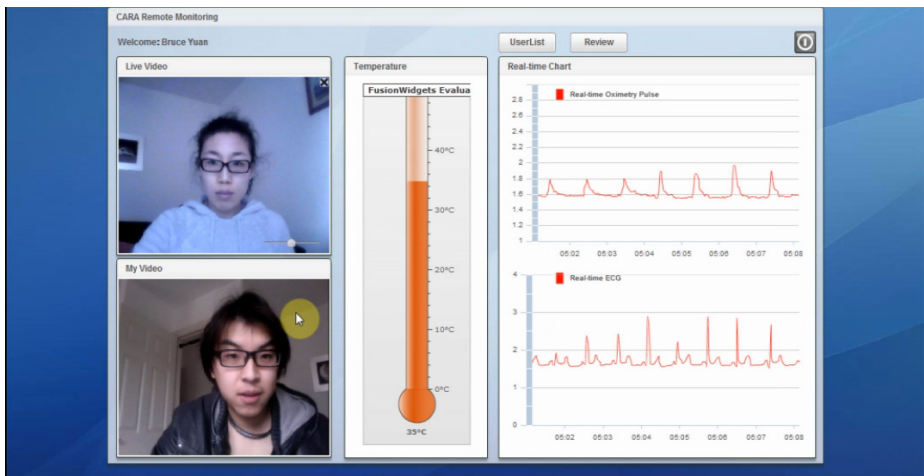 CARA Remote Monitoring
Welcome: Bruce Yuan
UserList
Review
Live Video
Temperature
Real-time Chart
FusionWidgets Evalua
40°C
30°C
20°C
10°C
0°C
35°C
Real-time Oximetry Pulse
2.8
2.6
2.4
2.2
2
1.8
1.6
1.4
1.2
1
05:02 05:03 05:04 05:05 05:06 05:07 05:08
My Video
Real-time ECG
4
3
2
1
0
05:02 05:03 05:04 05:05 05:06 05:07 05:08